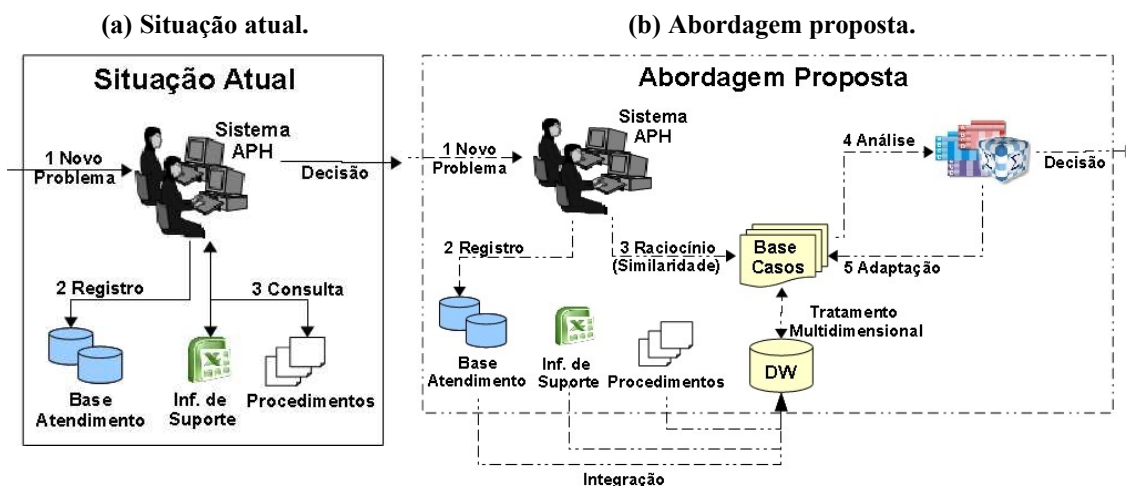 (a) Situação atual.
Situação Atual
Sistema
APH
1 Novo
Problema
Decisão
2 Registro
3 Consulta
Base
Atendimento
Inf. de
Suporte
Procedimentos
(b) Abordagem proposta.
Abordagem Proposta
1 Novo
Problema
Sistema
APH
4 Análise
Decisão
2 Registro
3 Raciocínio
(Similaridade)
Base
Casos
5 Adaptação
Tratamento
Multidimensional
Base
Atendimento
Inf. de
Suporte
Procedimentos
DW
Integração